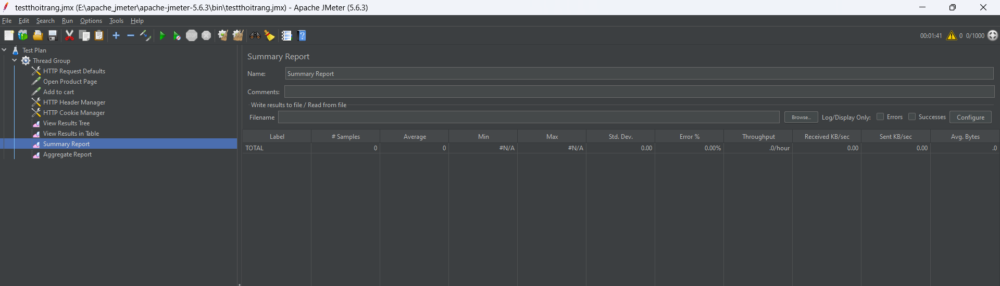 testthoitrang.jmx (E:\apache_jmeter\apache-jmeter-5.6.3\bin\testthoitrang.jmx) - Apache JMeter (5.6.3)
File Edit Search Run Options Tools Help
00:01:41 0 0/1000
Test Plan
Thread Group
HTTP Request Defaults
Open Product Page
Add to cart
HTTP Header Manager
HTTP Cookie Manager
View Results Tree
View Results in Table
Summary Report
Aggregate Report
Summary Report
Name: Summary Report
Comments:
Write results to file / Read from file
Filename Browse... Log/Display Only: Errors Successes Configure
Label # Samples Average Min Max Std. Dev. Error % Throughput Received KB/sec Sent KB/sec Avg. Bytes
TOTAL 0 0 #N/A #N/A 0.00 0.00% .0/hour 0.00 0.00 .0